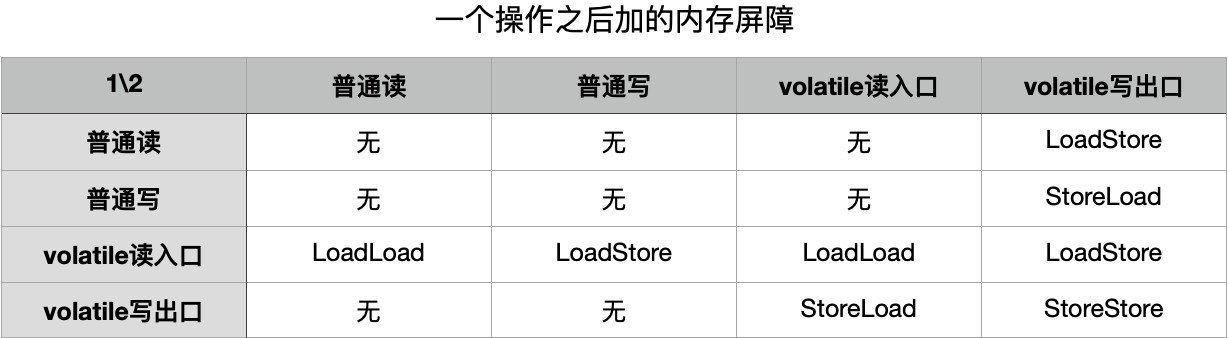 一个操作之后加的内存屏障
1\2 普通读 普通写 volatile读入口 volatile写出口
普通读 无 无 无 LoadStore
普通写 无 无 无 StoreLoad
volatile读入口 LoadLoad LoadStore LoadLoad LoadStore
volatile写出口 无 无 StoreLoad StoreStore